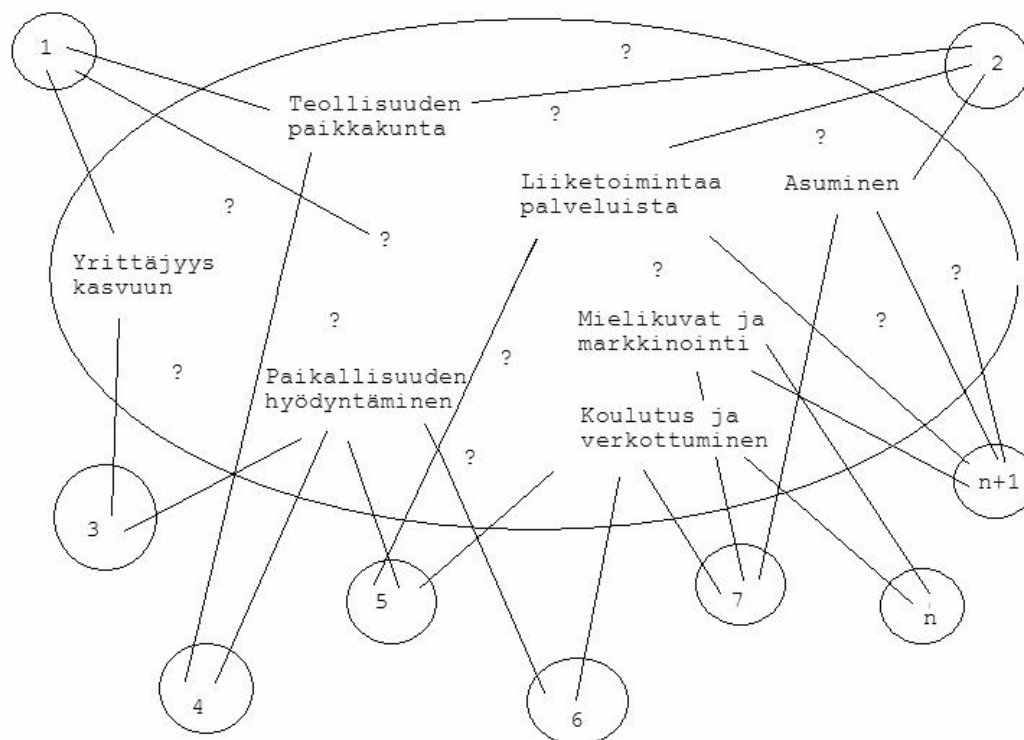 1
?
2
Teollisuuden
paikkakunta
?
?
Liiketoimintaa
palveluista
Asuminen
?
?
Yrittäjyys
kasvuun
?
?
?
Mielikuvat ja
markkinointi
?
?
?
Paikallisuuden
hyödyntäminen
Koulutus ja
verkottuminen
?
n+1
3
5
7
n
4
6